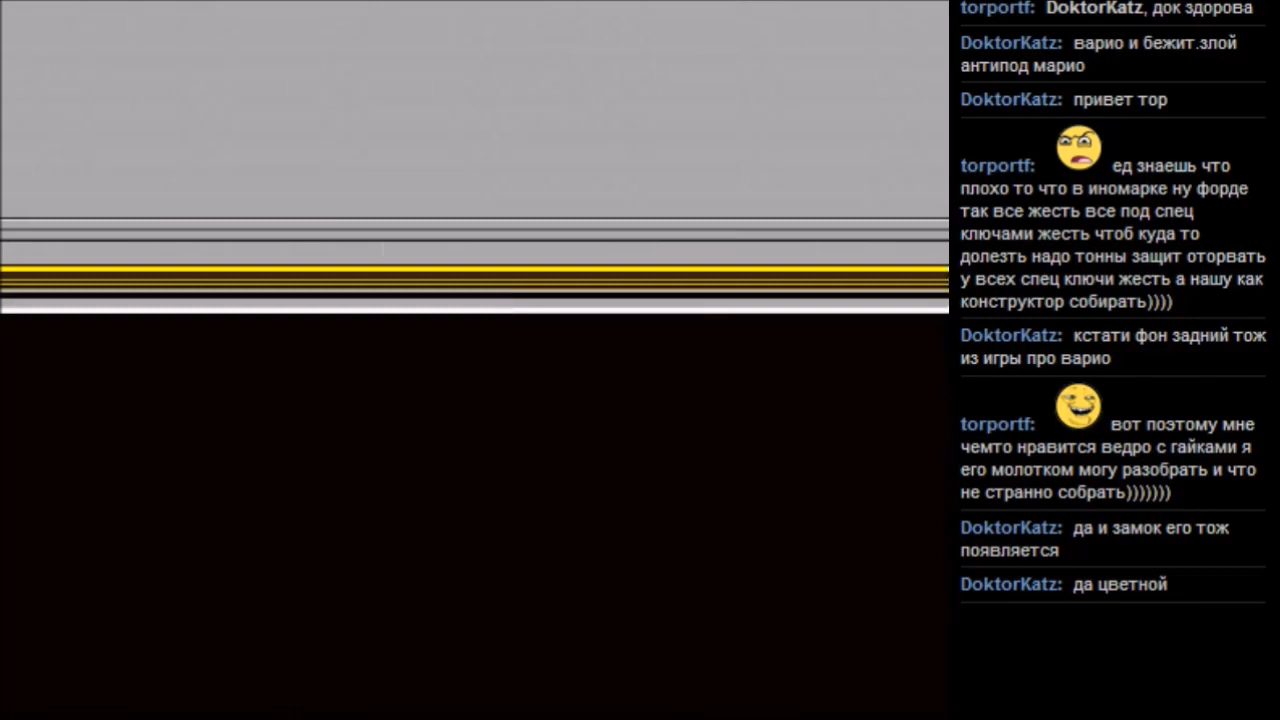 torportf: DoktorKatz, док здорова
DoktorKatz: варио и бежит.злой
антипод марио
DoktorKatz: привет тор
torportf: ед знаешь что
плохо то что в иномарке ну форде
так все жесть все под спец
ключами жесть чтоб куда то
долезть надо тонны защит оторвать
у всех спец ключи жесть а нашу как
конструктор собирать))))
DoktorKatz: кстати фон задний тож
из игры про варио
torportf: вот поэтому мне
чемто нравится ведро с гайками я
его молотком могу разобрать и что
не странно собрать)))))))
DoktorKatz: да и замок его тож
появляется
DoktorKatz: да цветной